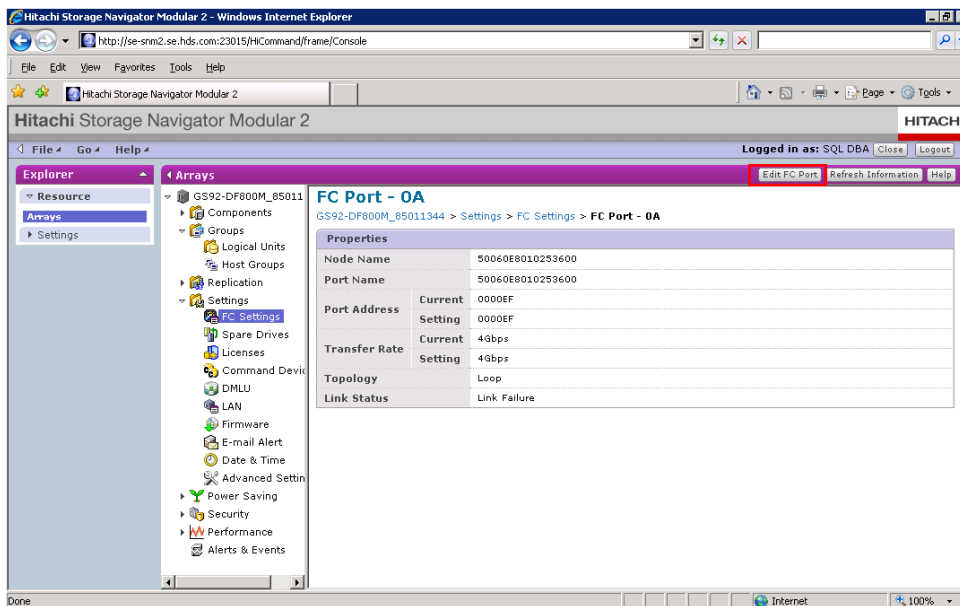 Hitachi Storage Navigator Modular 2 - Windows Internet Explorer
http://se-snm2.se.hds.com:23015/HiCommand/frame/Console
File Edit View Favorites Tools Help
Hitachi Storage Navigator Modular 2
Page Tools
Hitachi Storage Navigator Modular 2
HITACH
File Go Help
Logged in as: SQL DBA Close Logout
Explorer
Arrays
Edit FC Port Refresh Information Help
Resource
Arrays
Settings
GS92-DF800M_85011
Components
Groups
Logical Units
Host Groups
Replication
Settings
FC Settings
Spare Drives
Licenses
Command Devic
DMLU
LAN
Firmware
E-mail Alert
Date & Time
Advanced Settin
Power Saving
Security
Performance
Alerts & Events
FC Port - 0A
GS92-DF800M_85011344 > Settings > FC Settings > FC Port - 0A
Properties
Node Name 50060E8010253600
Port Name 50060E8010253600
Port Address Current 0000EF
Setting 0000EF
Transfer Rate Current 4Gbps
Setting 4Gbps
Topology Loop
Link Status Link Failure
Done
Internet
100%